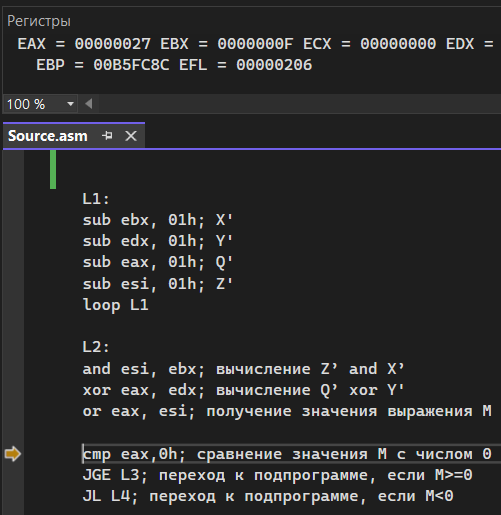 Регистры
EAX = 00000027 EBX = 0000000F ECX = 00000000 EDX =
EBP = 00B5FC8C EFL = 00000206
100 %
Source.asm
L1:
sub ebx, 01h; X'
sub edx, 01h; Y'
sub eax, 01h; Q'
sub esi, 01h; Z'
loop L1
L2:
and esi, ebx; вычисление Z’ and X’
xor eax, edx; вычисление Q’ xor Y'
or eax, esi; получение значения выражения M
cmp eax,0h; сравнение значения M с числом 0
JGE L3; переход к подпрограмме, если M>=0
JL L4; переход к подпрограмме, если M<0